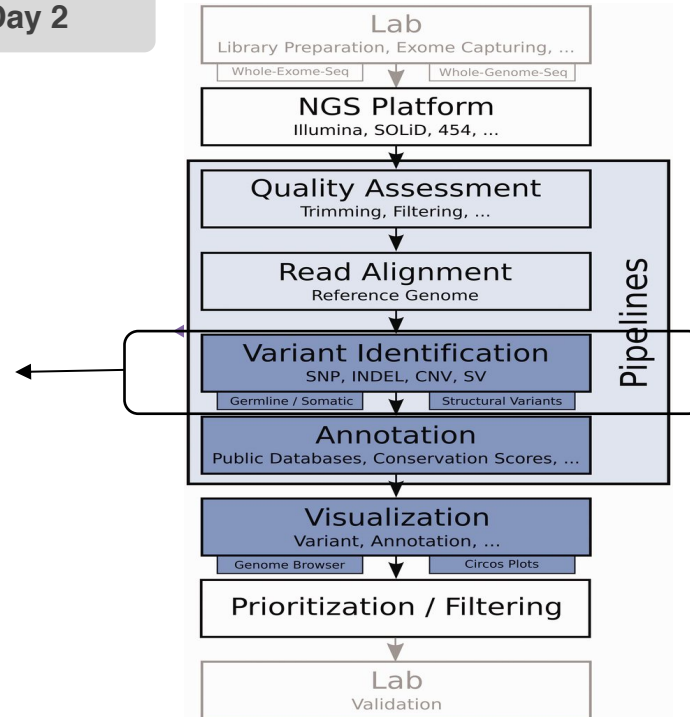 Day 2
Lab
Library Preparation, Exome Capturing, ...
Whole-Exome-Seq
Whole-Genome-Seq
NGS Platform
Illumina, SOLiD, 454, ...
Quality Assessment
Trimming, Filtering, ...
Read Alignment
Reference Genome
Pipelines
Variant Identification
SNP, INDEL, CNV, SV
Germline / Somatic
Structural Variants
Annotation
Public Databases, Conservation Scores, ...
Visualization
Variant, Annotation, ...
Genome Browser
Circos Plots
Prioritization / Filtering
Lab
Validation